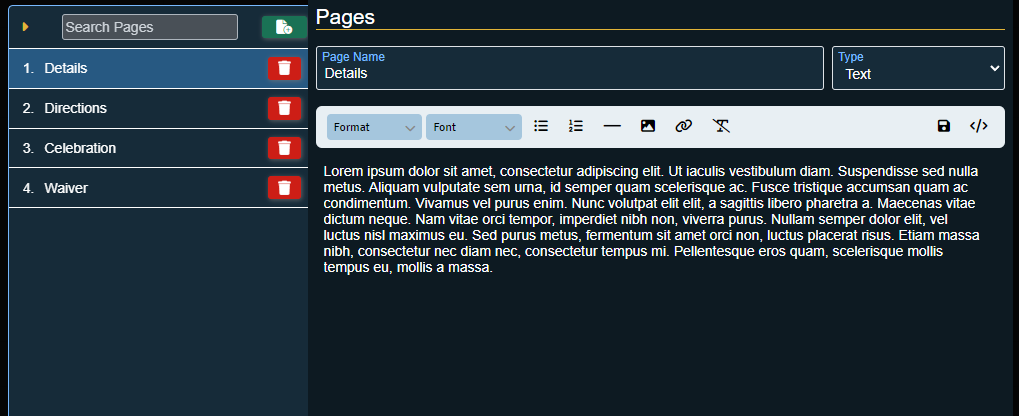 Search Pages
1. Details
2. Directions
3. Celebration
4. Waiver
Pages
Page Name
Details
Type
Text
Format
Font
Lorem ipsum dolor sit amet, consectetur adipiscing elit. Ut iaculis vestibulum diam. Suspendisse sed nulla
metus. Aliquam vulputate sem urna, id semper quam scelerisque ac. Fusce tristique accumsan quam ac
condimentum. Vivamus vel purus enim. Nunc volutpat elit elit, a sagittis libero pharetra a. Maecenas vitae
dictum neque. Nam vitae orci tempor, imperdiet nibh non, viverra purus. Nullam semper dolor elit, vel
luctus nisl maximus eu. Sed purus metus, fermentum sit amet orci non, luctus placerat risus. Etiam massa
nibh, consectetur nec diam nec, consectetur tempus mi. Pellentesque eros quam, scelerisque mollis
tempus eu, mollis a massa.